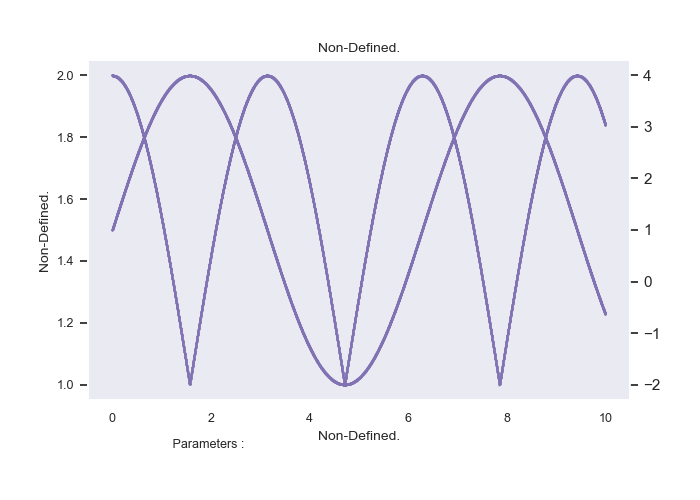 Non-Defined.
2.0
1.8
1.6
1.4
1.2
1.0
Non-Defined.
4
3
2
1
0
−1
−2
0 2 4 6 8 10
Non-Defined.
Parameters :